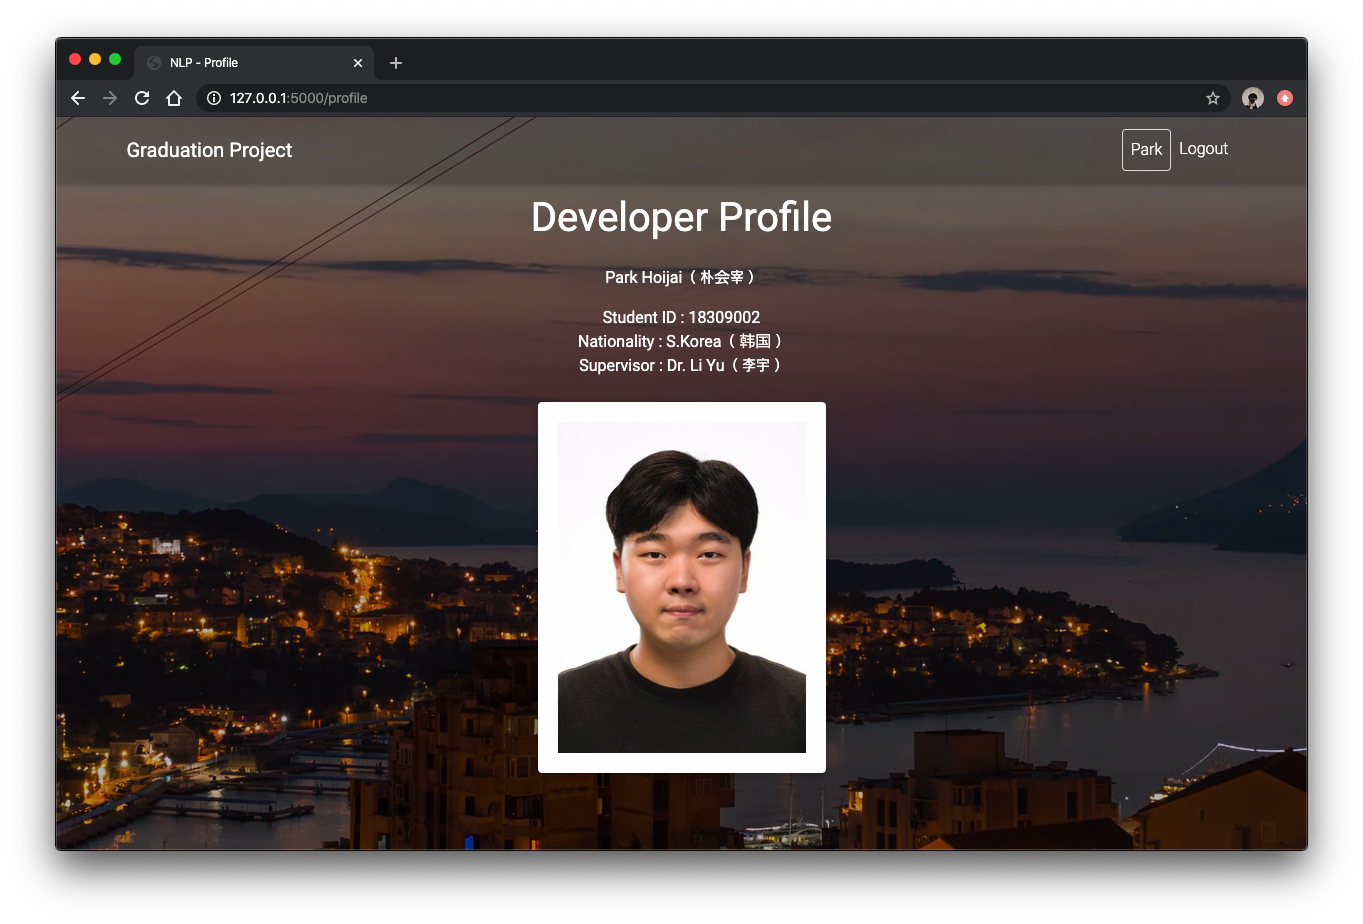 NLP - Profile
127.0.0.1:5000/profile
Graduation Project
Park Logout
Developer Profile
Park Hoijai（朴会宰）
Student ID : 18309002
Nationality : S.Korea（韩国）
Supervisor : Dr. Li Yu（李宇）